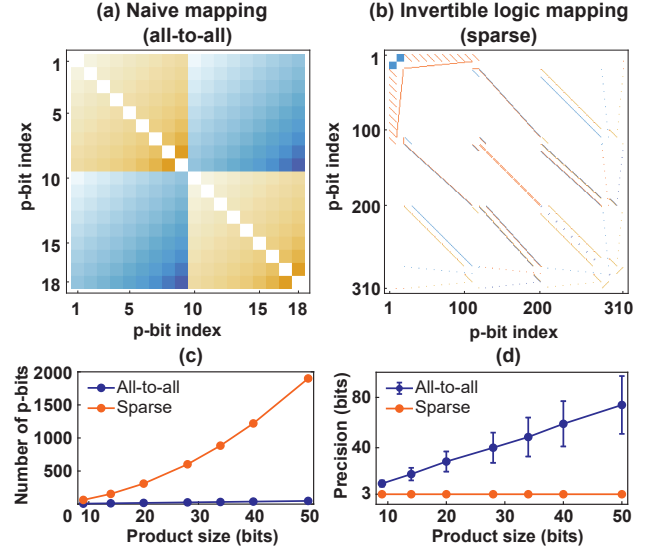 (a) Naive mapping
(all-to-all)
(b) Invertible logic mapping
(sparse)
p-bit index
1
5
10
15
18
1
5
10
15
18
p-bit index
p-bit index
1
100
200
310
1
100
200
310
p-bit index
(c)
Number of p-bits
2000
1500
1000
500
0
All-to-all
Sparse
10
20
30
40
50
Product size (bits)
(d)
Precision (bits)
80
40
3
All-to-all
Sparse
10
20
30
40
50
Product size (bits)